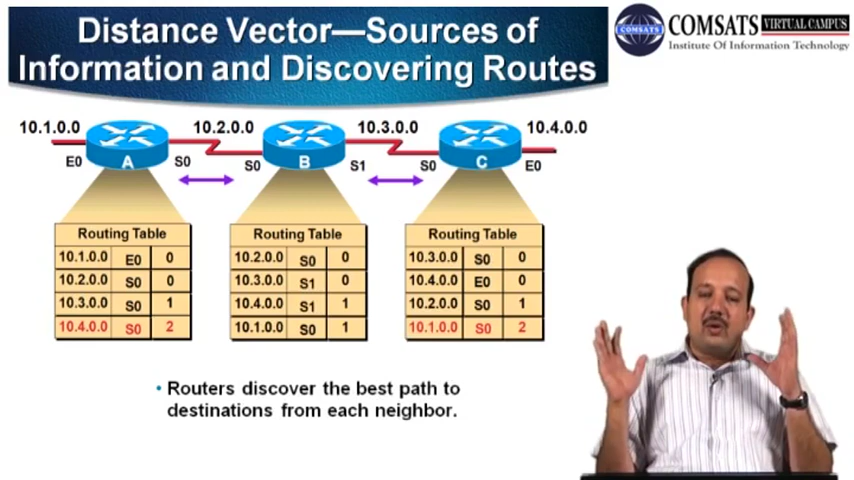 Distance Vector—Sources of
Information and Discovering Routes
COMSATS
COMSATS VIRTUAL CAMPUS
Institute Of Information Technology
10.1.0.0 10.2.0.0 10.3.0.0 10.4.0.0
E0 A S0 S0 B S1 S0 C E0
Routing Table
10.1.0.0 E0 0
10.2.0.0 S0 0
10.3.0.0 S0 1
10.4.0.0 S0 2
Routing Table
10.2.0.0 S0 0
10.3.0.0 S1 0
10.4.0.0 S1 1
10.1.0.0 S0 1
Routing Table
10.3.0.0 S0 0
10.4.0.0 E0 0
10.2.0.0 S0 1
10.1.0.0 S0 2
• Routers discover the best path to
destinations from each neighbor.